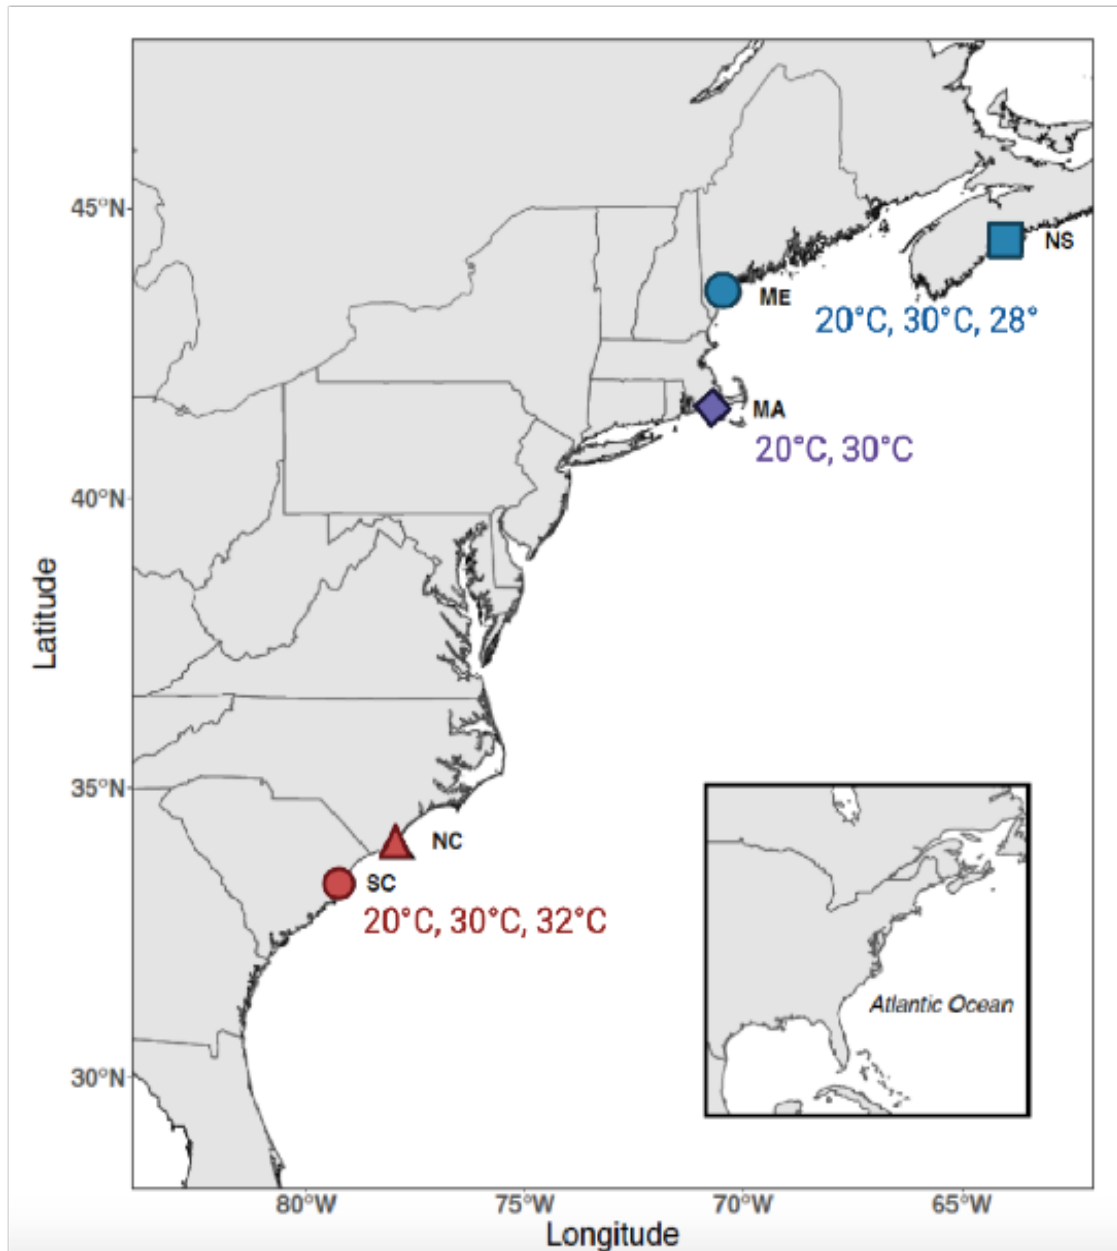 45°N
NS
ME
20°C, 30°C, 28°
MA
20°C, 30°C
40°N
Latitude
35°N
NC
SC
20°C, 30°C, 32°C
Atlantic Ocean
30°N
80°W 75°W 70°W 65°W
Longitude